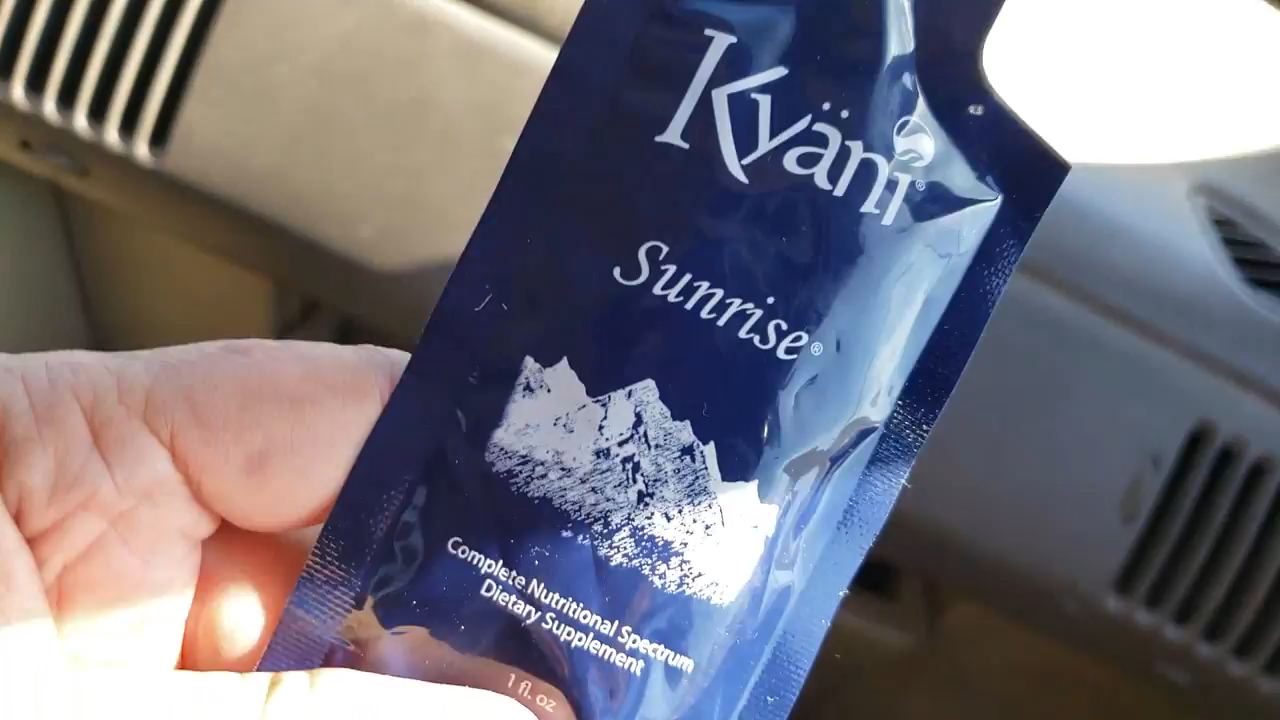 Kyäni®
Sunrise®
Complete Nutritional Spectrum
Dietary Supplement
1 fl. oz